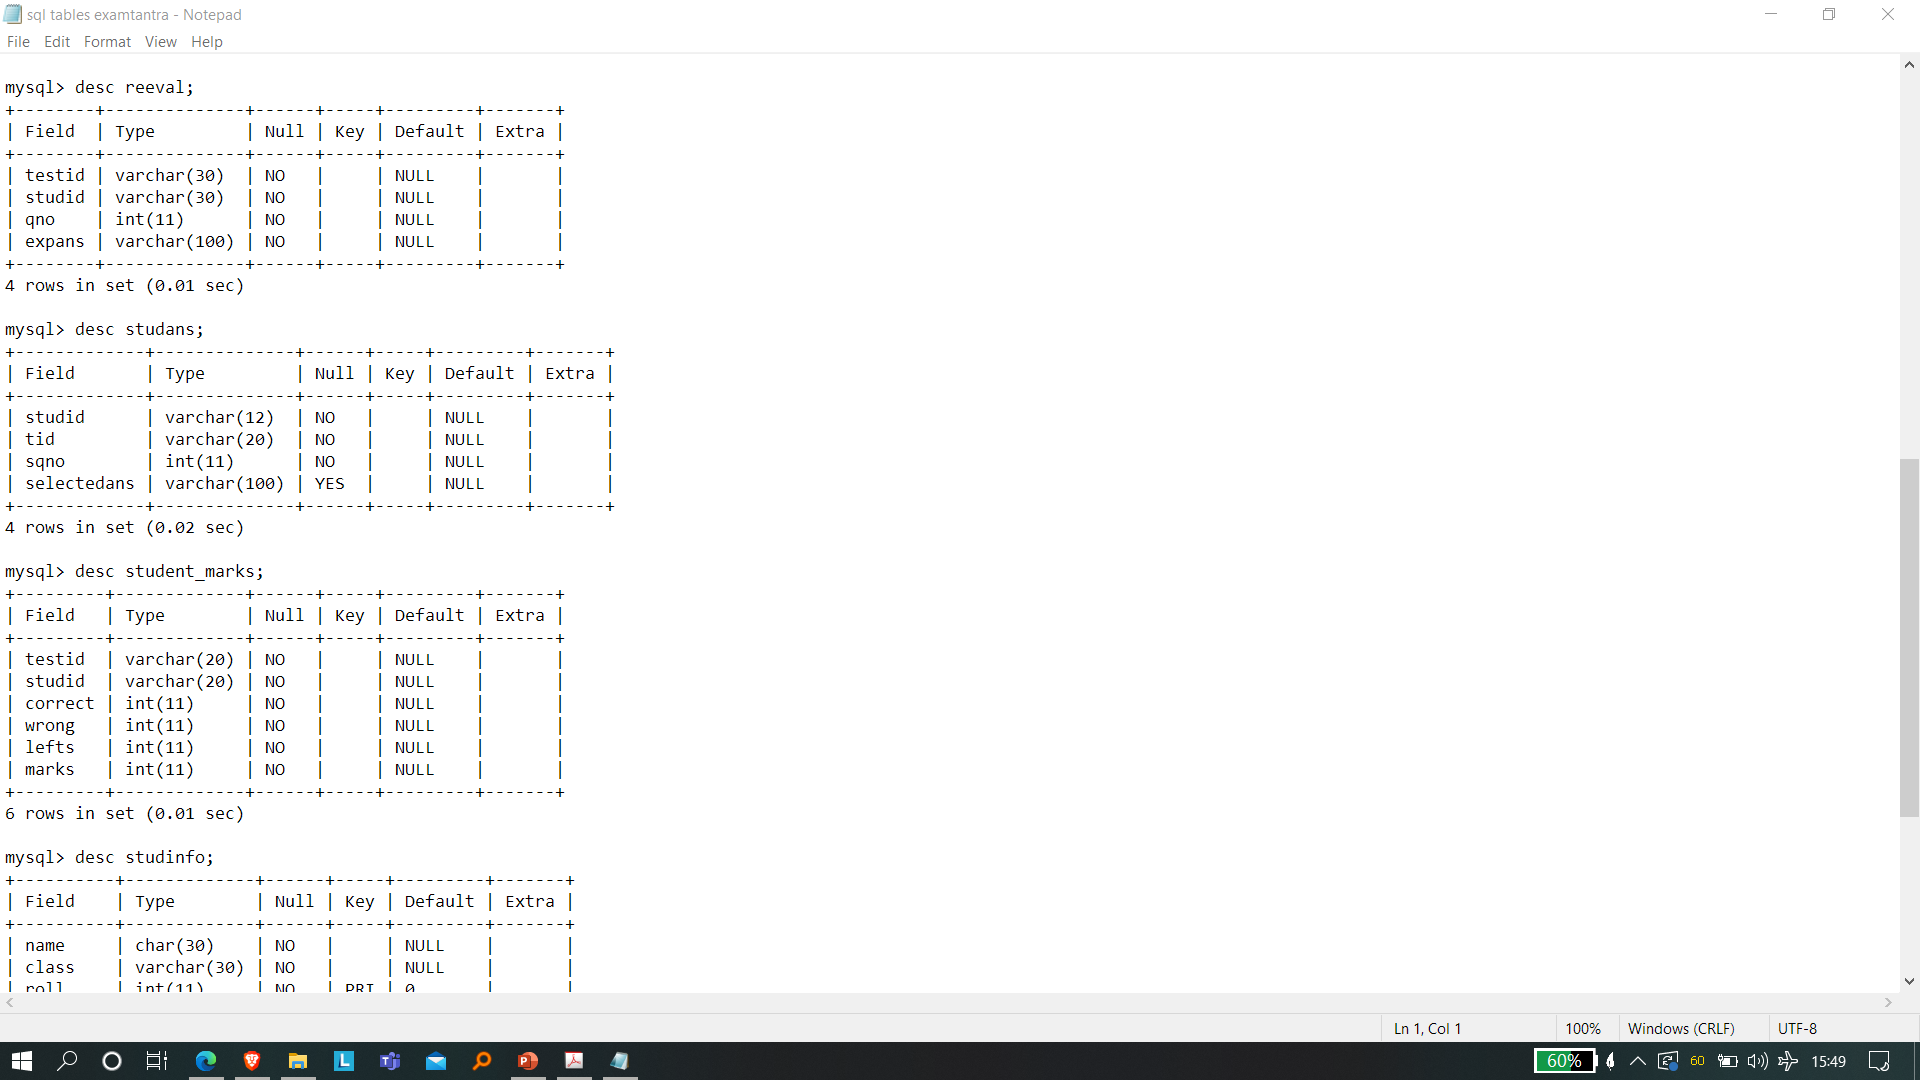 sql tables examtantra - Notepad
File Edit Format View Help
mysql> desc reeval;
+--------+--------------+------+-----+---------+-------+
| Field  | Type         | Null | Key | Default | Extra |
+--------+--------------+------+-----+---------+-------+
| testid | varchar(30)  | NO   |     | NULL    |       |
| studid | varchar(30)  | NO   |     | NULL    |       |
| qno    | int(11)      | NO   |     | NULL    |       |
| expans | varchar(100) | NO   |     | NULL    |       |
+--------+--------------+------+-----+---------+-------+
4 rows in set (0.01 sec)
mysql> desc studans;
+-------------+--------------+------+-----+---------+-------+
| Field       | Type         | Null | Key | Default | Extra |
+-------------+--------------+------+-----+---------+-------+
| studid      | varchar(12)  | NO   |     | NULL    |       |
| tid         | varchar(20)  | NO   |     | NULL    |       |
| sqno        | int(11)      | NO   |     | NULL    |       |
| selectedans | varchar(100) | YES  |     | NULL    |       |
+-------------+--------------+------+-----+---------+-------+
4 rows in set (0.02 sec)
mysql> desc student_marks;
+---------+-------------+------+-----+---------+-------+
| Field   | Type        | Null | Key | Default | Extra |
+---------+-------------+------+-----+---------+-------+
| testid  | varchar(20) | NO   |     | NULL    |       |
| studid  | varchar(20) | NO   |     | NULL    |       |
| correct | int(11)     | NO   |     | NULL    |       |
| wrong   | int(11)     | NO   |     | NULL    |       |
| lefts   | int(11)     | NO   |     | NULL    |       |
| marks   | int(11)     | NO   |     | NULL    |       |
+---------+-------------+------+-----+---------+-------+
6 rows in set (0.01 sec)
mysql> desc studinfo;
+----------+-------------+------+-----+---------+-------+
| Field    | Type        | Null | Key | Default | Extra |
+----------+-------------+------+-----+---------+-------+
| name     | char(30)    | NO   |     | NULL    |       |
| class    | varchar(30) | NO   |     | NULL    |       |
| roll     | int(11)     | NO   | PRI | 0       |       |
Ln 1, Col 1 100% Windows (CRLF) UTF-8
60% 60 15:49